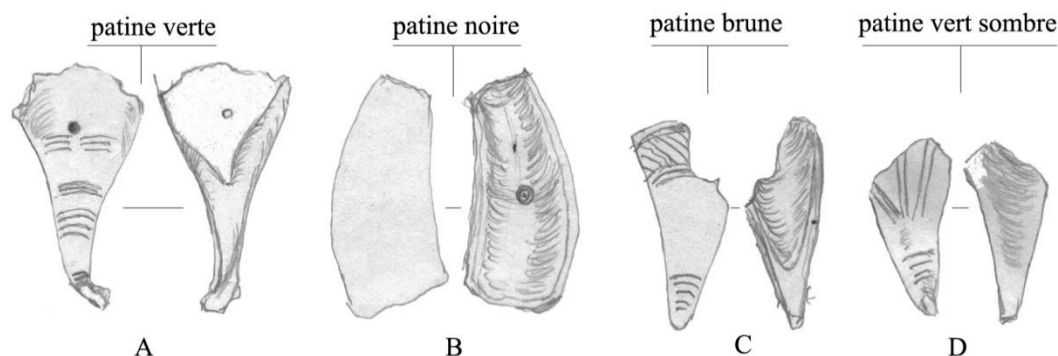 patine verte
patine noire
patine brune
patine vert sombre
A
B
C
D